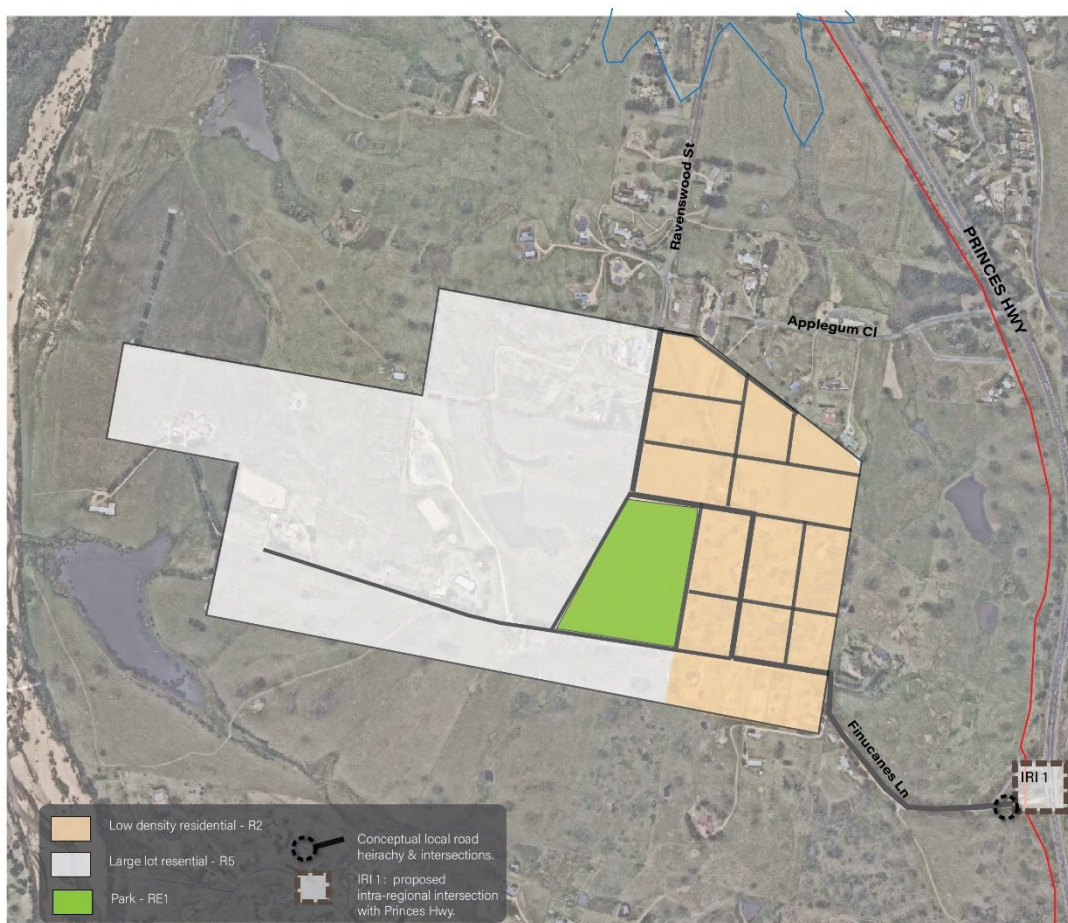 Ravenswood St
PRINCES HWY
Applegum Cl
Finucanes Ln
IRI 1
Low density residential - R2
Large lot resential - R5
Park - RE1
Conceptual local road
heirachy & intersections.
IRI 1: proposed
intra-regional intersection
with Princes Hwy.